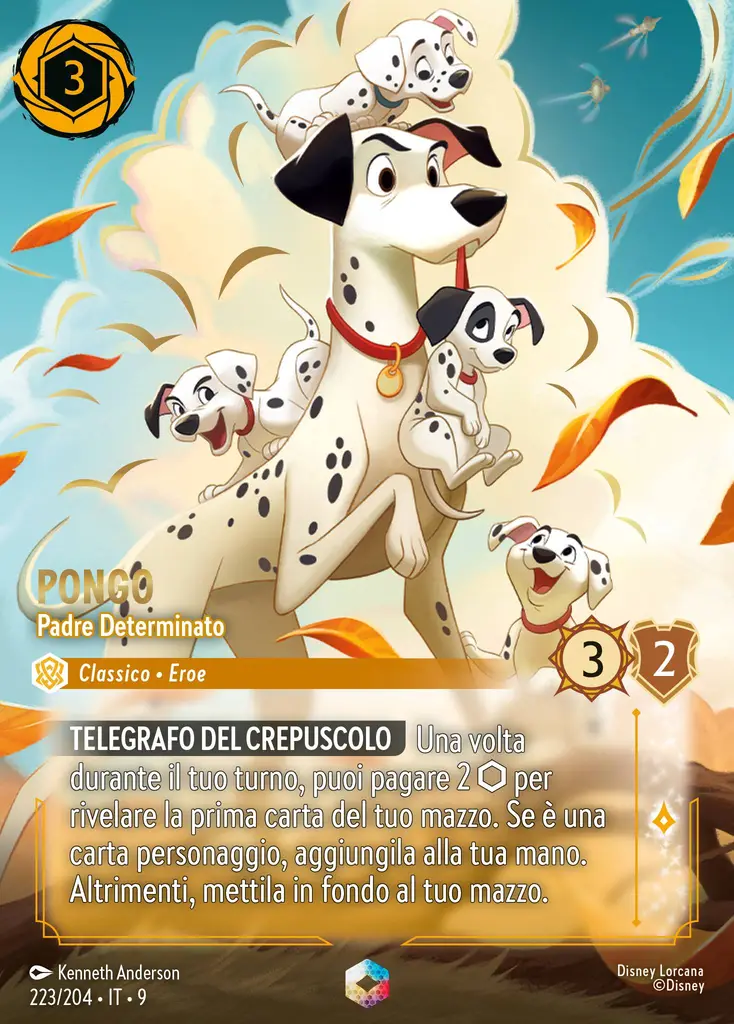 3
PONGO
Padre Determinato
Classico • Eroe
3
2
TELEGRAFO DEL CREPUSCOLO Una volta
durante il tuo turno, puoi pagare 2 ⬡ per
rivelare la prima carta del tuo mazzo. Se è una
carta personaggio, aggiungila alla tua mano.
Altrimenti, mettila in fondo al tuo mazzo.
Kenneth Anderson
223/204 • IT • 9
Disney Lorcana
©Disney